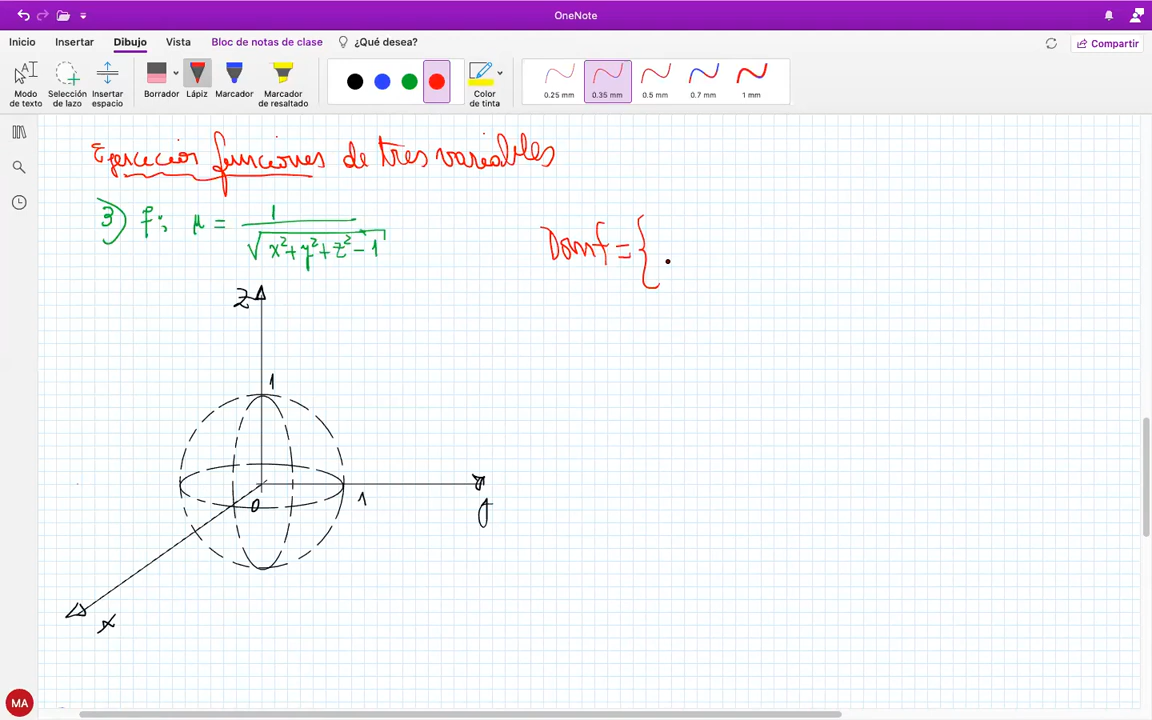 OneNote
Inicio Insertar Dibujo Vista Bloc de notas de clase ¿Qué desea? Compartir
Modo de texto Selección de lazo Insertar espacio Borrador Lápiz Marcador Marcador de resaltado Color de tinta 0.25 mm 0.35 mm 0.5 mm 0.7 mm 1 mm
Ejercicios funciones de tres variables
3) f: μ = 1 / √(x²+y²+z²-1)
Domf = {
z
1
0
1
y
x
MA